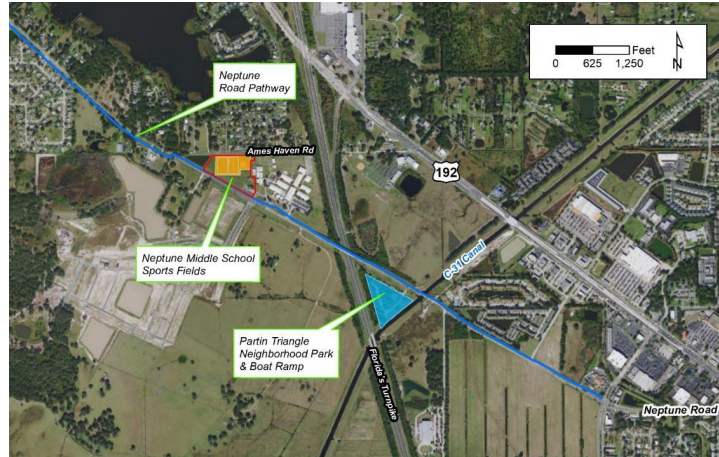 Feet
0 625 1,250
N
Neptune
Road Pathway
Ames Haven Rd
192
Neptune Middle School
Sports Fields
C-31 Canal
Partin Triangle
Neighborhood Park
& Boat Ramp
Florida's Turnpike
Neptune Road